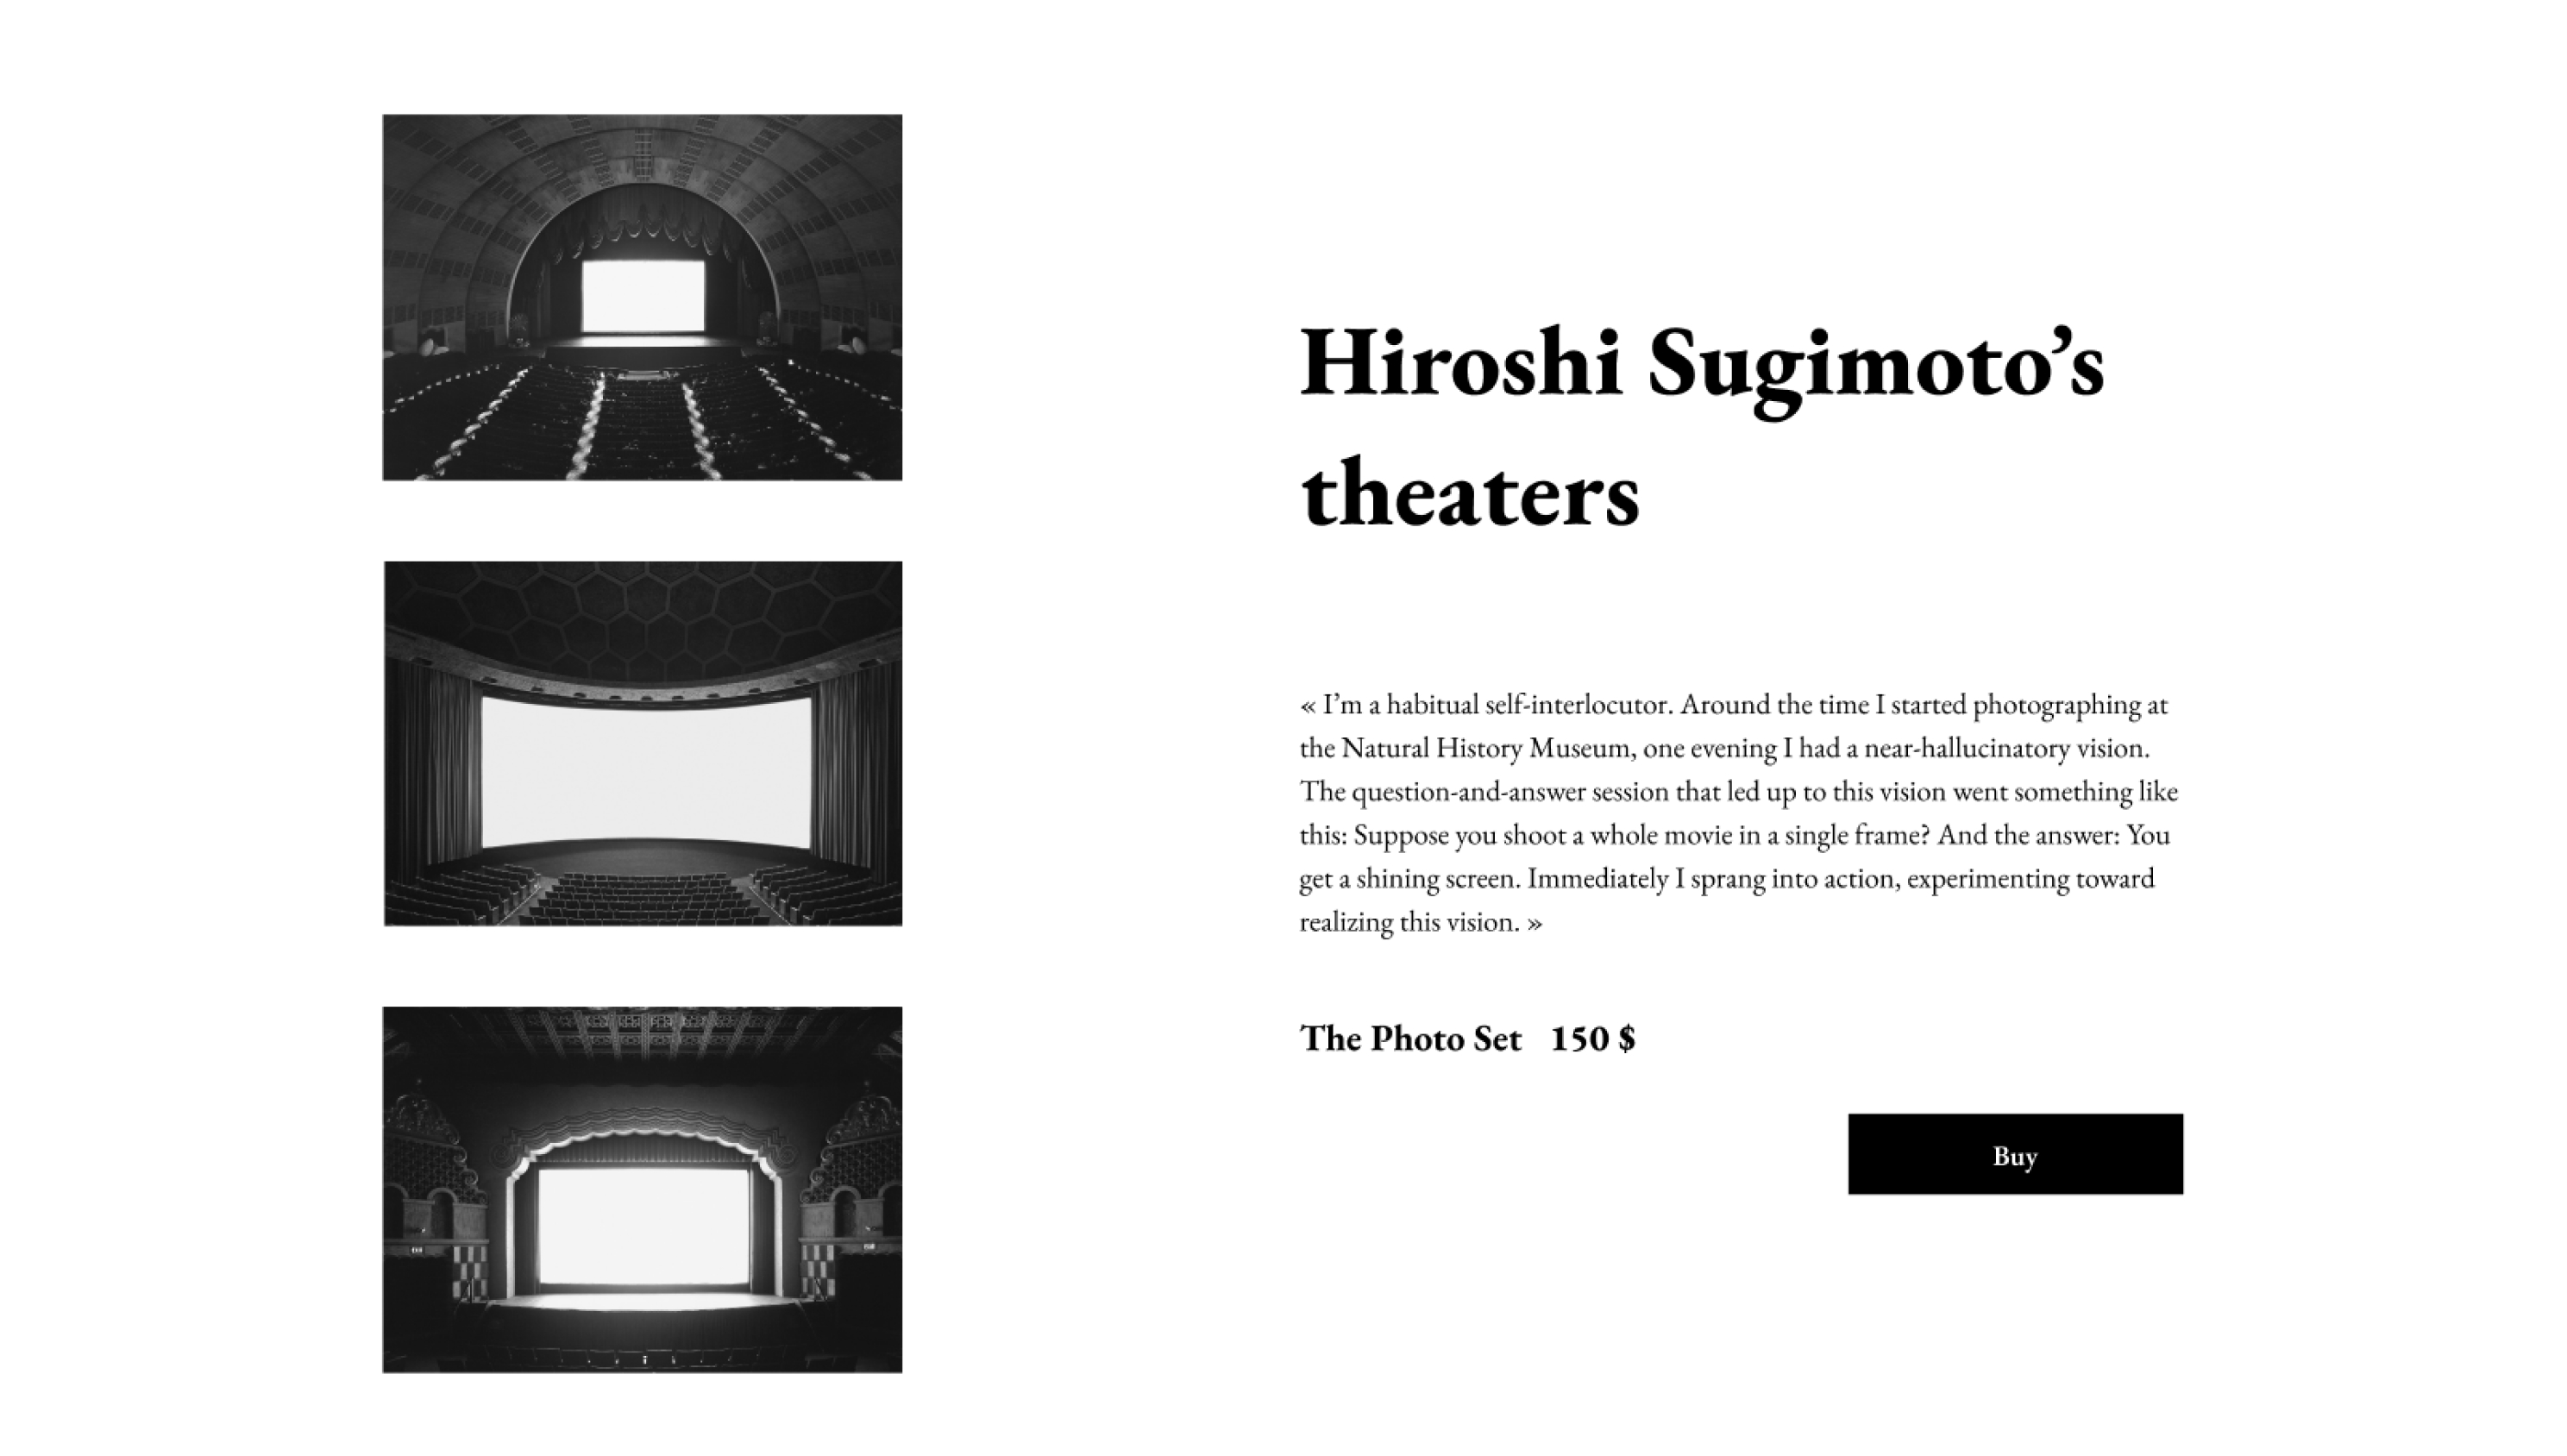 Hiroshi Sugimoto’s
theaters
« I’m a habitual self-interlocutor. Around the time I started photographing at
the Natural History Museum, one evening I had a near-hallucinatory vision.
The question-and-answer session that led up to this vision went something like
this: Suppose you shoot a whole movie in a single frame? And the answer: You
get a shining screen. Immediately I sprang into action, experimenting toward
realizing this vision. »
The Photo Set 150 $
Buy